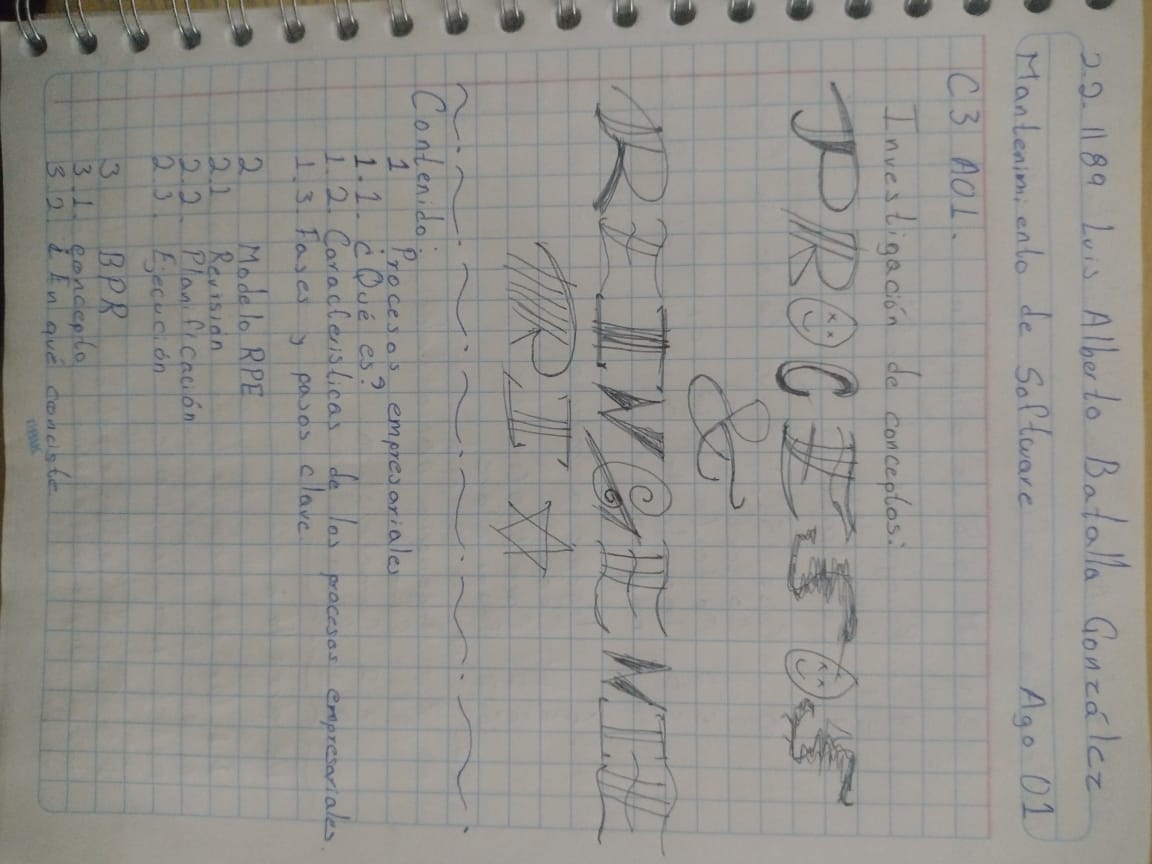 22-1189 Luis Alberto Batalla González
Mantenimiento de Software Ago 01
C3 A01.
Investigación de conceptos:
PROCESOS
&
REINGENIE
RIA
Contenido:
1 Procesos empresariales
1.1. ¿Qué es?
1.2. Características de los procesos empresariales.
1.3. Fases y pasos clave
2 Modelo RPE
2.1 Revisión
2.2. Planificación
2.3. Ejecución
3 BPR
3.1. concepto
3.2 ¿En qué consiste